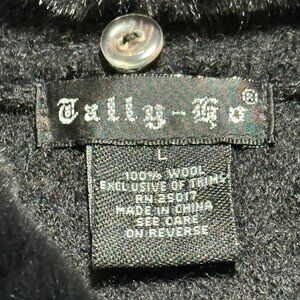 Tally-Ho®
L
100% WOOL
EXCLUSIVE OF TRIMS
RN 25017
MADE IN CHINA
SEE CARE
ON REVERSE